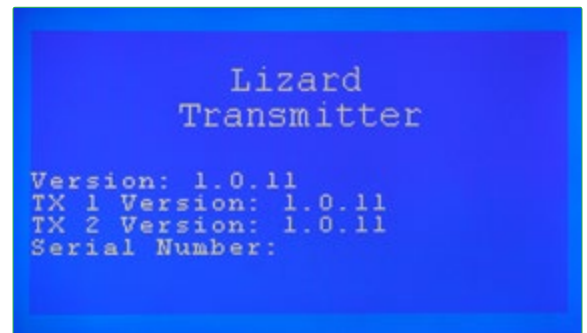 Lizard
Transmitter
Version: 1.0.11
TX 1 Version: 1.0.11
TX 2 Version: 1.0.11
Serial Number: